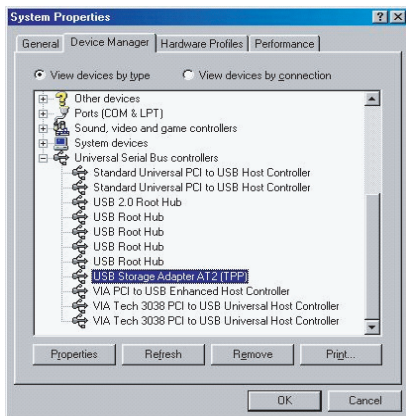 System Properties
General Device Manager Hardware Profiles Performance
View devices by type View devices by connection
Other devices
Ports (COM & LPT)
Sound, video and game controllers
System devices
Universal Serial Bus controllers
Standard Universal PCI to USB Host Controller
Standard Universal PCI to USB Host Controller
USB 2.0 Root Hub
USB Root Hub
USB Root Hub
USB Root Hub
USB Root Hub
USB Storage Adapter AT2 (TPP)
VIA PCI to USB Enhanced Host Controller
VIA Tech 3038 PCI to USB Universal Host Controller
VIA Tech 3038 PCI to USB Universal Host Controller
Properties Refresh Remove Print...
OK Cancel